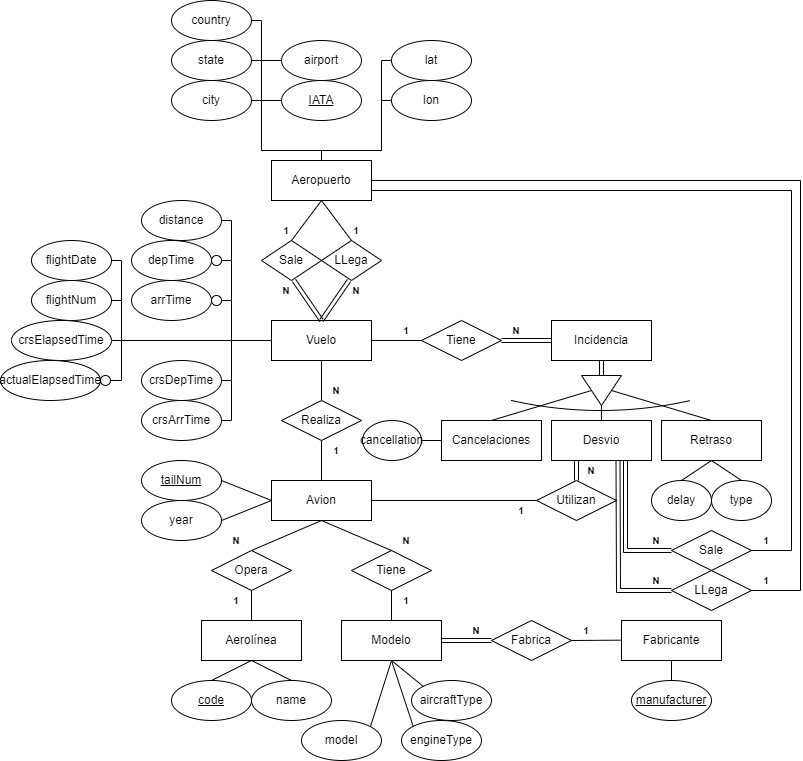 country
state
airport
lat
city
IATA
lon
Aeropuerto
distance
1
1
flightDate
depTime
Sale
LLega
N
N
flightNum
arrTime
crsElapsedTime
Vuelo
1
Tiene
N
Incidencia
actualElapsedTime
crsDepTime
N
crsArrTime
Realiza
cancellation
Cancelaciones
Desvio
Retraso
1
N
tailNum
Avion
Utilizan
delay
type
1
year
N
N
N
Sale
1
Opera
Tiene
N
LLega
1
1
1
Aerolínea
Modelo
N
Fabrica
1
Fabricante
code
name
aircraftType
manufacturer
model
engineType